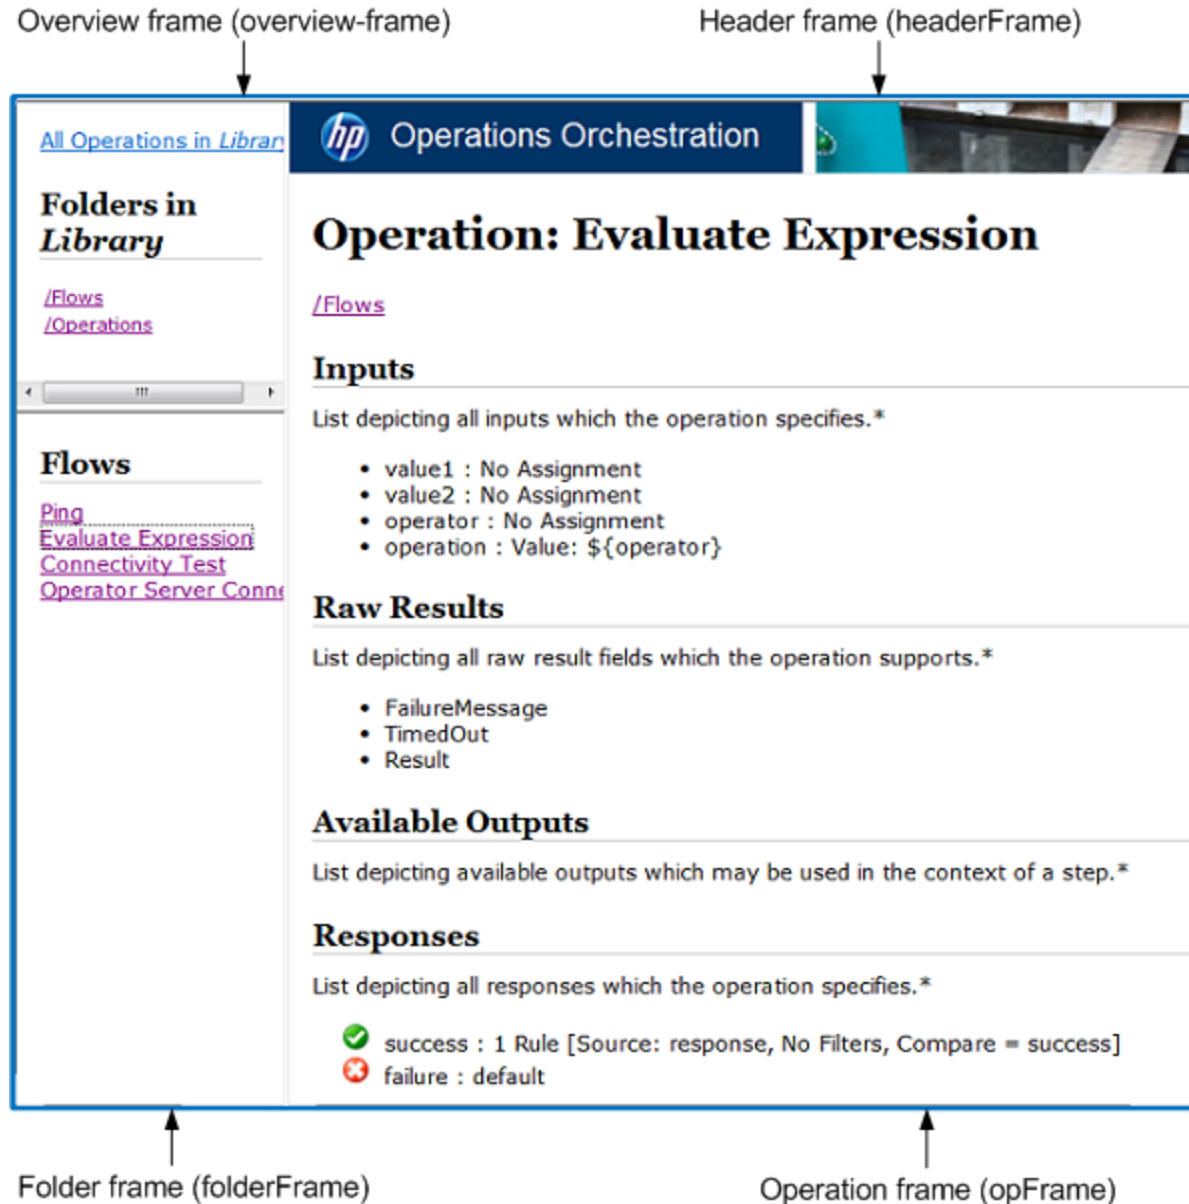 Overview frame (overview-frame)
Header frame (headerFrame)
All Operations in Library
Folders in
Library
/Flows
/Operations
Flows
Ping
Evaluate Expression
Connectivity Test
Operator Server Conne
hp Operations Orchestration
Operation: Evaluate Expression
/Flows
Inputs
List depicting all inputs which the operation specifies.*
• value1 : No Assignment
• value2 : No Assignment
• operator : No Assignment
• operation : Value: ${operator}
Raw Results
List depicting all raw result fields which the operation supports.*
• FailureMessage
• TimedOut
• Result
Available Outputs
List depicting available outputs which may be used in the context of a step.*
Responses
List depicting all responses which the operation specifies.*
success : 1 Rule [Source: response, No Filters, Compare = success]
failure : default
Folder frame (folderFrame)
Operation frame (opFrame)